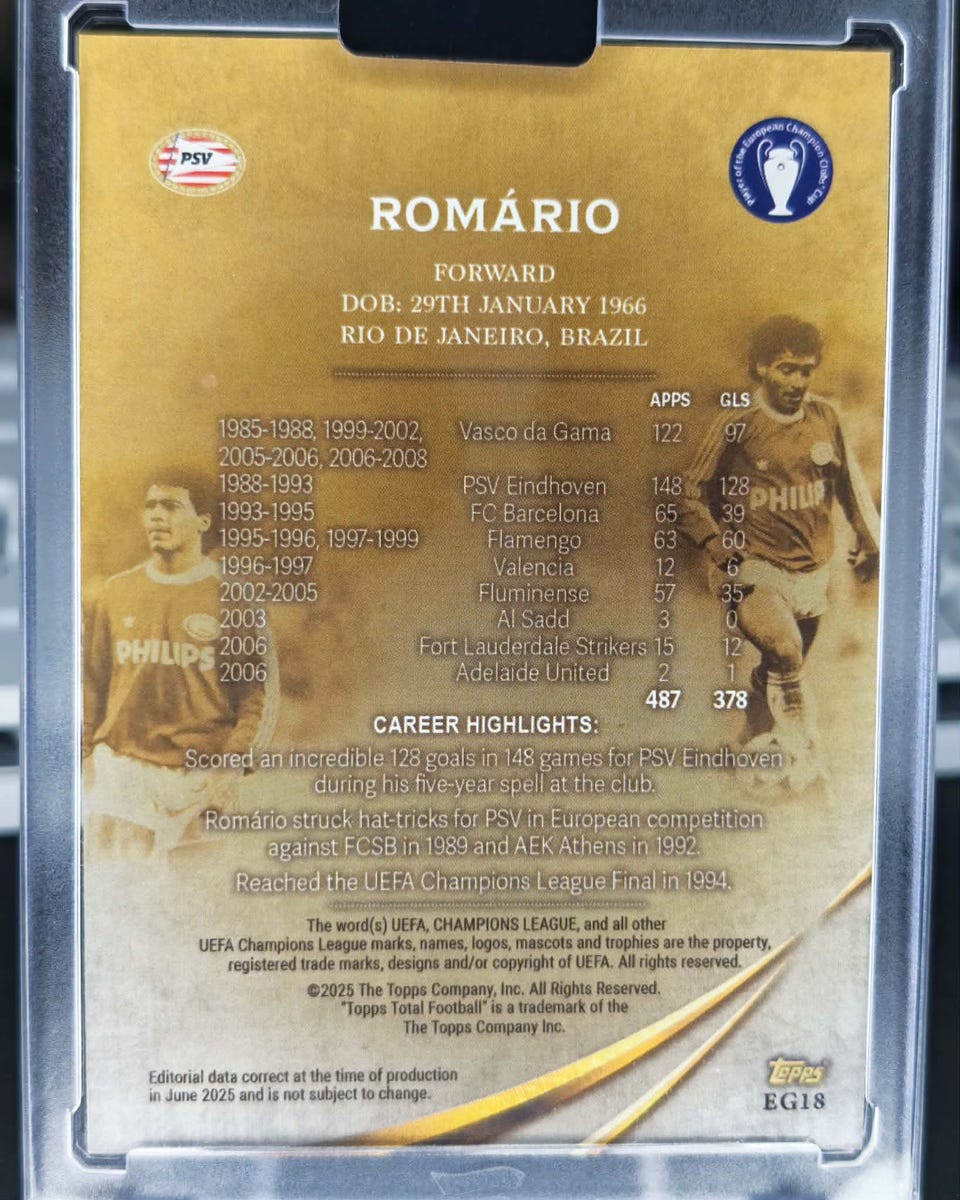 PSV
Player of the European Champion Clubs' Cup
ROMÁRIO
FORWARD
DOB: 29TH JANUARY 1966
RIO DE JANEIRO, BRAZIL
APPS GLS
1985-1988, 1999-2002, Vasco da Gama 122 97
2005-2006, 2006-2008
1988-1993 PSV Eindhoven 148 128
1993-1995 FC Barcelona 65 39
1995-1996, 1997-1999 Flamengo 63 60
1996-1997 Valencia 12 6
2002-2005 Fluminense 57 35
2003 Al Sadd 3 0
2006 Fort Lauderdale Strikers 15 12
2006 Adelaide United 2 1
487 378
PHILIPS
PHILIP
CAREER HIGHLIGHTS:
Scored an incredible 128 goals in 148 games for PSV Eindhoven
during his five-year spell at the club.
Romário struck hat-tricks for PSV in European competition
against FCSB in 1989 and AEK Athens in 1992.
Reached the UEFA Champions League Final in 1994.
The word(s) UEFA, CHAMPIONS LEAGUE, and all other
UEFA Champions League marks, names, logos, mascots and trophies are the property,
registered trade marks, designs and/or copyright of UEFA. All rights reserved.
©2025 The Topps Company, Inc. All Rights Reserved.
"Topps Total Football" is a trademark of the
The Topps Company Inc.
Editorial data correct at the time of production
in June 2025 and is not subject to change.
Topps
EG18